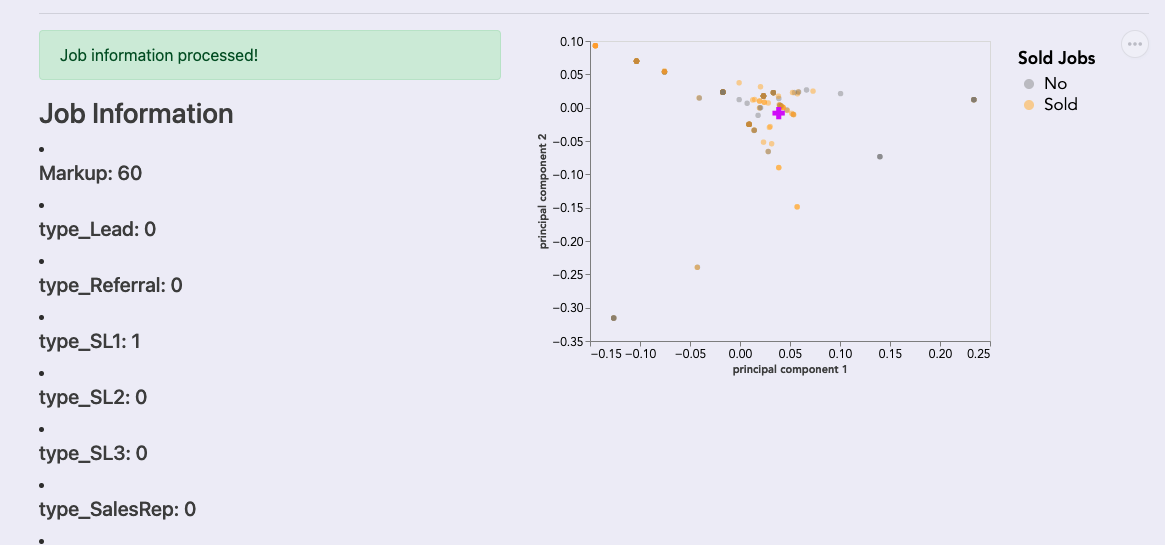 Job information processed!
Job Information
Markup: 60
type_Lead: 0
type_Referral: 0
type_SL1: 1
type_SL2: 0
type_SL3: 0
type_SalesRep: 0
0.10
0.05
0.00
−0.05
−0.10
−0.15
−0.20
−0.25
−0.30
−0.35
principal component 2
−0.15 −0.10 −0.05 0.00 0.05 0.10 0.15 0.20 0.25
principal component 1
Sold Jobs
No
Sold